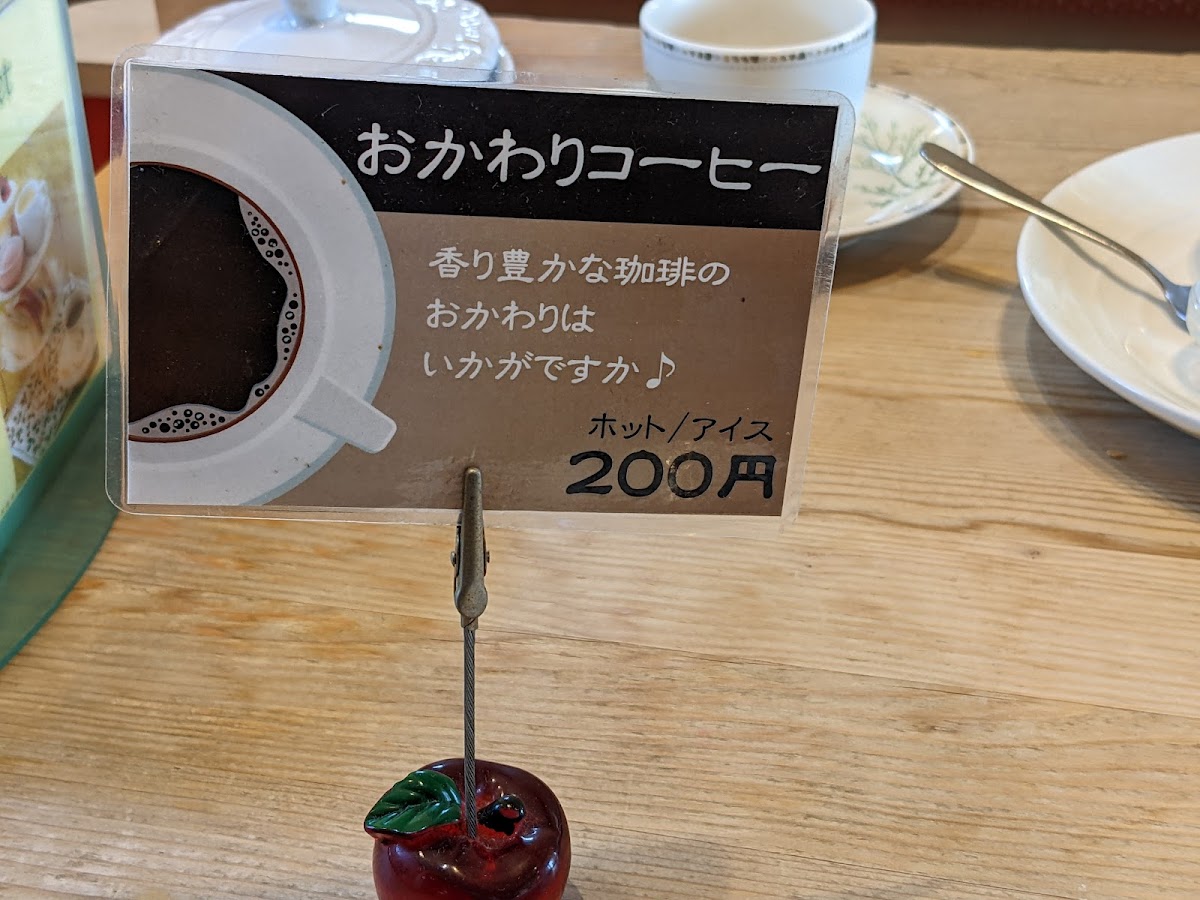 おかわりコーヒー
香り豊かな珈琲の
おかわりは
いかがですか♪
ホット/アイス
200円